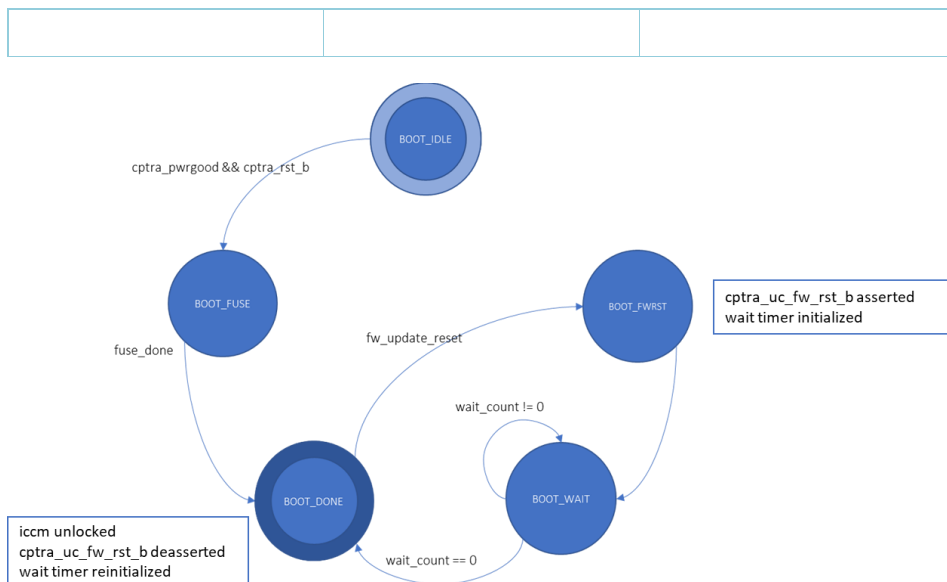 BOOT_IDLE
cptra_pwrgood && cptra_rst_b
BOOT_FUSE
BOOT_FWRST
cptra_uc_fw_rst_b asserted
wait timer initialized
fuse_done
fw_update_reset
wait_count != 0
BOOT_DONE
BOOT_WAIT
iccm unlocked
cptra_uc_fw_rst_b deasserted
wait timer reinitialized
wait_count == 0